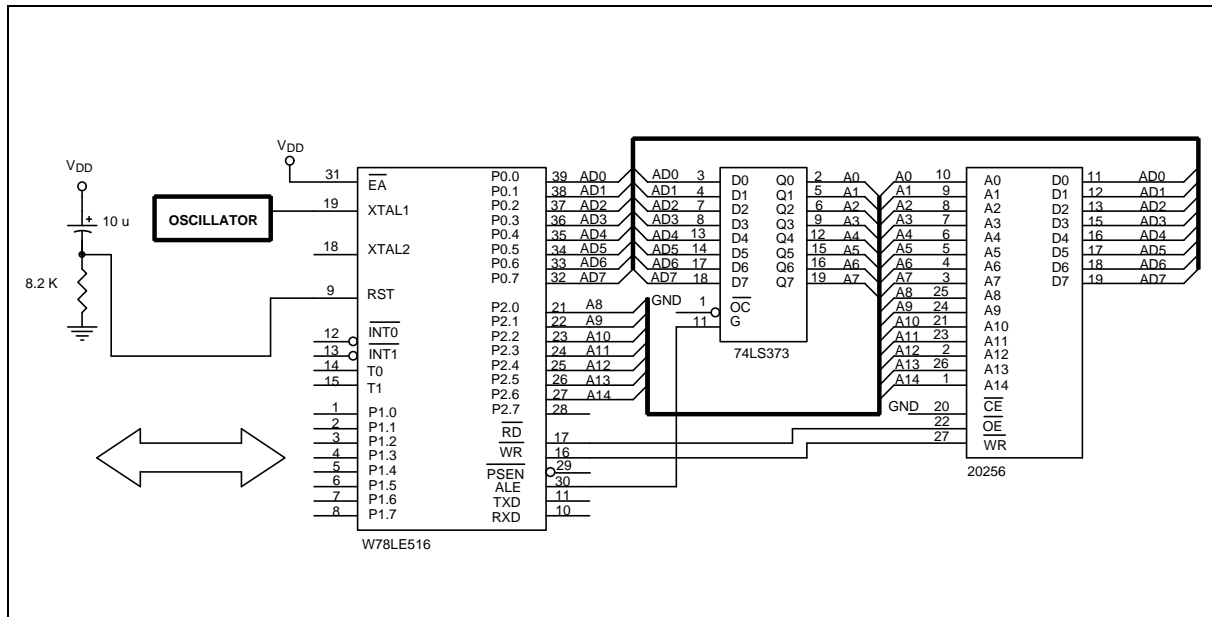 VDD
10 u
8.2 K
OSCILLATOR
VDD
31 EA
19 XTAL1
18 XTAL2
9 RST
12 INT0
13 INT1
14 T0
15 T1
1 P1.0
2 P1.1
3 P1.2
4 P1.3
5 P1.4
6 P1.5
7 P1.6
8 P1.7
P0.0 39 AD0
P0.1 38 AD1
P0.2 37 AD2
P0.3 36 AD3
P0.4 35 AD4
P0.5 34 AD5
P0.6 33 AD6
P0.7 32 AD7
P2.0 21 A8
P2.1 22 A9
P2.2 23 A10
P2.3 24 A11
P2.4 25 A12
P2.5 26 A13
P2.6 27 A14
P2.7 28
RD 17
WR 16
PSEN 29
ALE 30
TXD 11
RXD 10
W78LE516
AD0 3 D0 Q0 2 A0
AD1 4 D1 Q1 5 A1
AD2 7 D2 Q2 6 A2
AD3 8 D3 Q3 9 A3
AD4 13 D4 Q4 12 A4
AD5 14 D5 Q5 15 A5
AD6 17 D6 Q6 16 A6
AD7 18 D7 Q7 19 A7
GND 1 OC
11 G
74LS373
A0 10 A0 D0 11 AD0
A1 9 A1 D1 12 AD1
A2 8 A2 D2 13 AD2
A3 7 A3 D3 15 AD3
A4 6 A4 D4 16 AD4
A5 5 A5 D5 17 AD5
A6 4 A6 D6 18 AD6
A7 3 A7 D7 19 AD7
A8 25 A8
A9 24 A9
A10 21 A10
A11 23 A11
A12 2 A12
A13 26 A13
A14 1 A14
GND 20 CE
22 OE
27 WR
20256